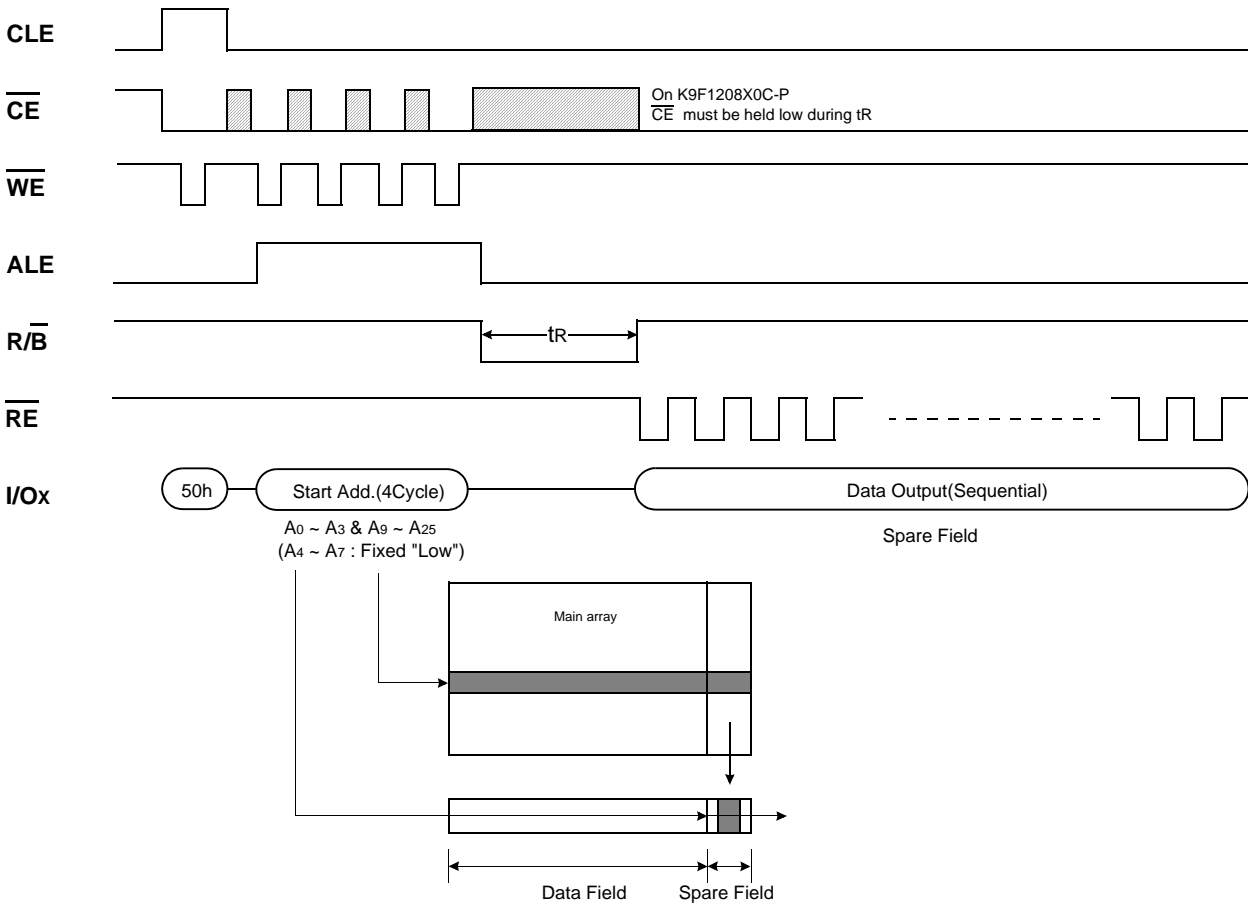 CLE
CE
On K9F1208X0C-P
CE must be held low during tR
WE
ALE
R/B
tR
RE
I/Ox
50h
Start Add.(4Cycle)
Data Output(Sequential)
A0 ~ A3 & A9 ~ A25
(A4 ~ A7 : Fixed "Low")
Spare Field
Main array
Data Field
Spare Field